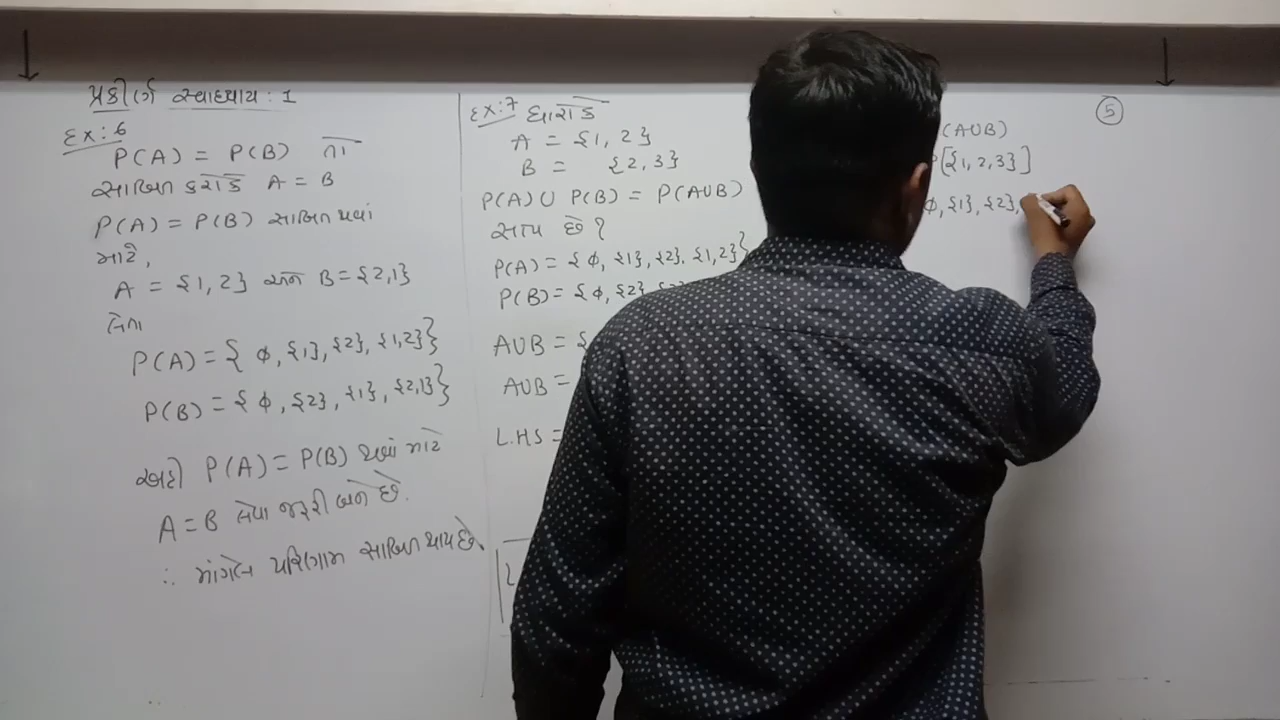 પ્રકીર્ણ સ્વાધ્યાય : 1
Ex: 6
P(A) = P(B) તો
સાબિત કરોકે A = B
P(A) = P(B) સાબિત થવાં
માટે,
A = {1, 2} અને B = {2,1}
લેતા
P(A) = { ϕ, {1}, {2}, {1,2}}
P(B) = { ϕ, {2}, {1}, {2,1}}
અહીં P(A) = P(B) થવાં માટે
A = B લેવા જરૂરી બને છે.
∴ માંગેલ પરિણામ સાબિત થાય છે.
Ex: 7 ધારોકે
A = {1, 2}
B = {2, 3}
P(A) ∪ P(B) = P(A∪B)
સત્ય છે ?
P(A) = { ϕ, {1}, {2}, {1,2}}
P(B) = { ϕ, {2},
A∪B = {
A∪B =
L.H.S =
5
(A∪B)
P[{1, 2, 3}]
ϕ, {1}, {2},